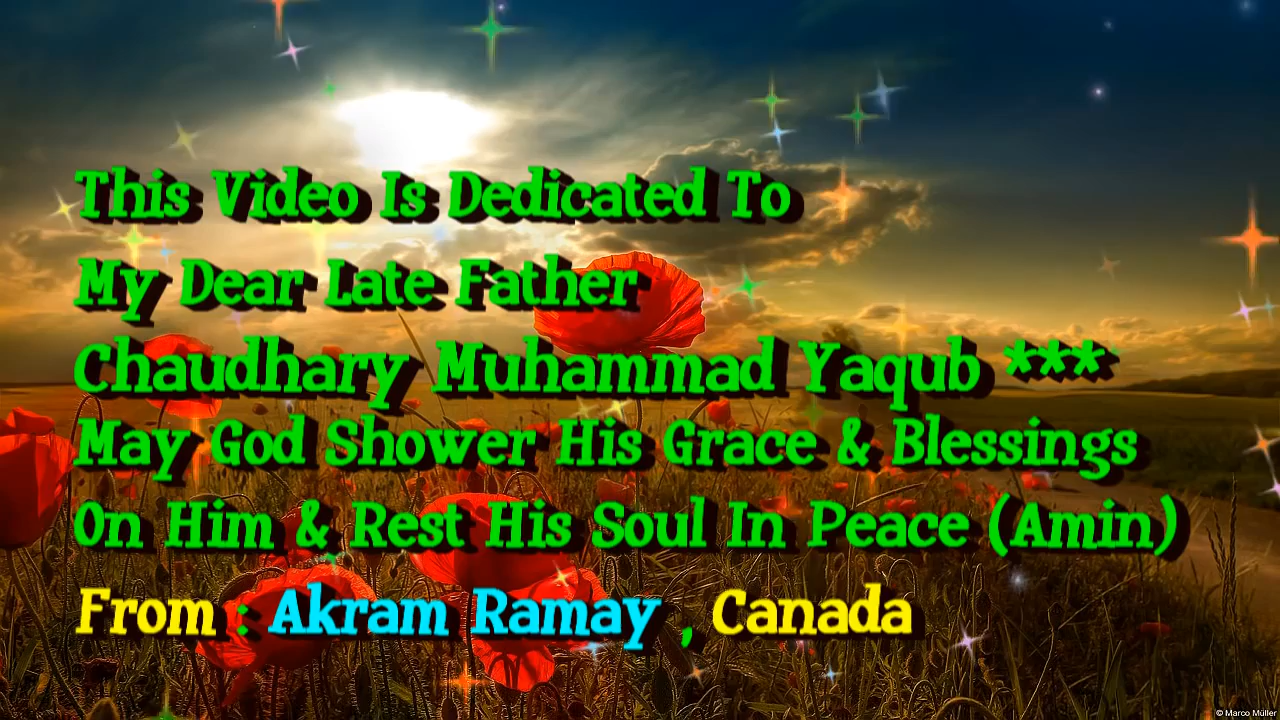 This Video Is Dedicated To
My Dear Late Father
Chaudhary Muhammad Yaqub ***
May God Shower His Grace & Blessings
On Him & Rest His Soul In Peace (Amin)
From : Akram Ramay , Canada
© Marco Müller